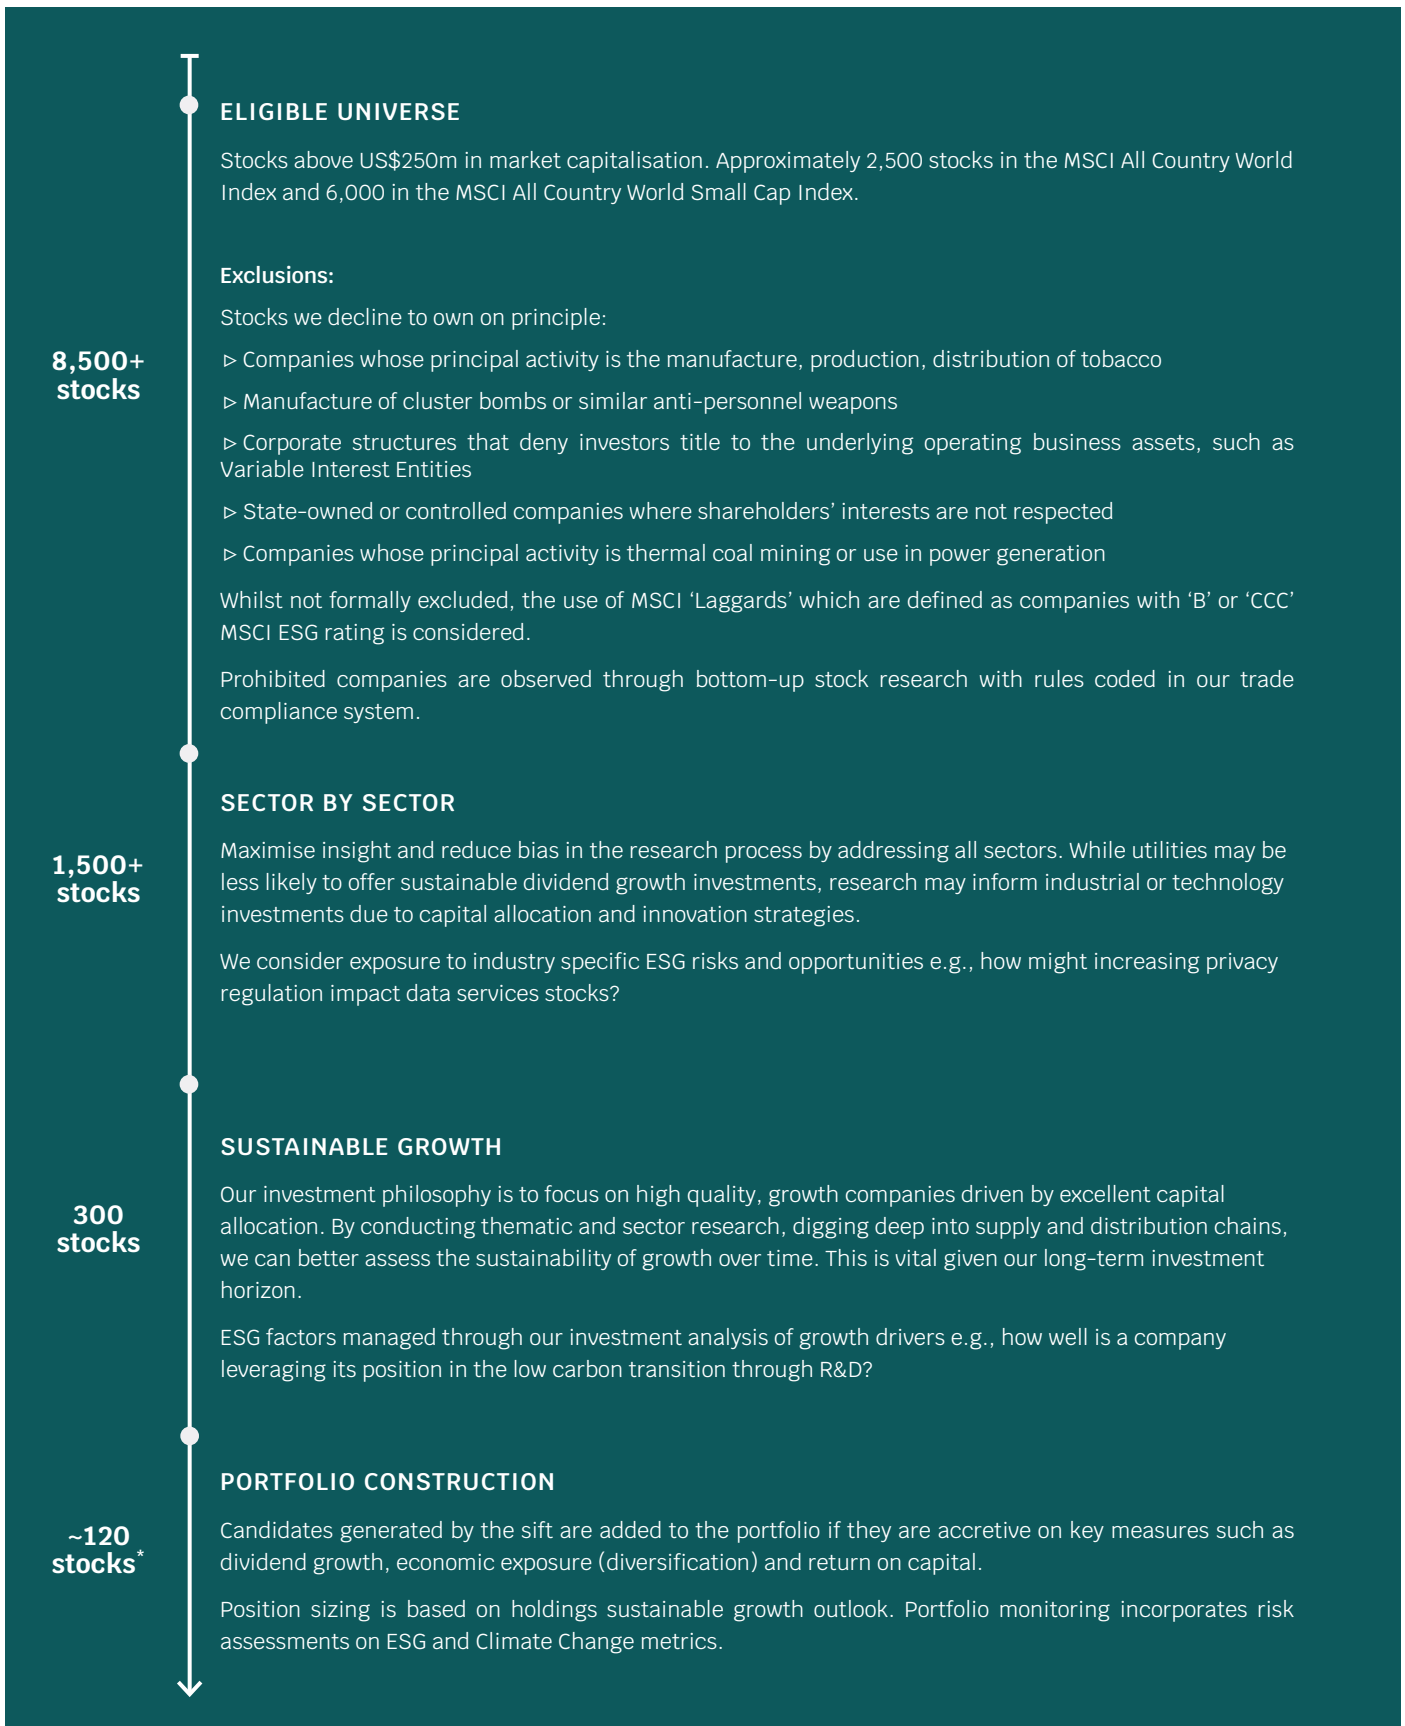 ELIGIBLE UNIVERSE
Stocks above US$250m in market capitalisation. Approximately 2,500 stocks in the MSCI All Country World
Index and 6,000 in the MSCI All Country World Small Cap Index.
Exclusions:
Stocks we decline to own on principle:
8,500+
stocks
▹ Companies whose principal activity is the manufacture, production, distribution of tobacco
▹ Manufacture of cluster bombs or similar anti-personnel weapons
▹ Corporate structures that deny investors title to the underlying operating business assets, such as
Variable Interest Entities
▹ State-owned or controlled companies where shareholders’ interests are not respected
▹ Companies whose principal activity is thermal coal mining or use in power generation
Whilst not formally excluded, the use of MSCI ‘Laggards’ which are defined as companies with ‘B’ or ‘CCC’
MSCI ESG rating is considered.
Prohibited companies are observed through bottom-up stock research with rules coded in our trade
compliance system.
SECTOR BY SECTOR
1,500+
stocks
Maximise insight and reduce bias in the research process by addressing all sectors. While utilities may be
less likely to offer sustainable dividend growth investments, research may inform industrial or technology
investments due to capital allocation and innovation strategies.
We consider exposure to industry specific ESG risks and opportunities e.g., how might increasing privacy
regulation impact data services stocks?
SUSTAINABLE GROWTH
300
stocks
Our investment philosophy is to focus on high quality, growth companies driven by excellent capital
allocation. By conducting thematic and sector research, digging deep into supply and distribution chains,
we can better assess the sustainability of growth over time. This is vital given our long-term investment
horizon.
ESG factors managed through our investment analysis of growth drivers e.g., how well is a company
leveraging its position in the low carbon transition through R&D?
PORTFOLIO CONSTRUCTION
~120
stocks*
Candidates generated by the sift are added to the portfolio if they are accretive on key measures such as
dividend growth, economic exposure (diversification) and return on capital.
Position sizing is based on holdings sustainable growth outlook. Portfolio monitoring incorporates risk
assessments on ESG and Climate Change metrics.